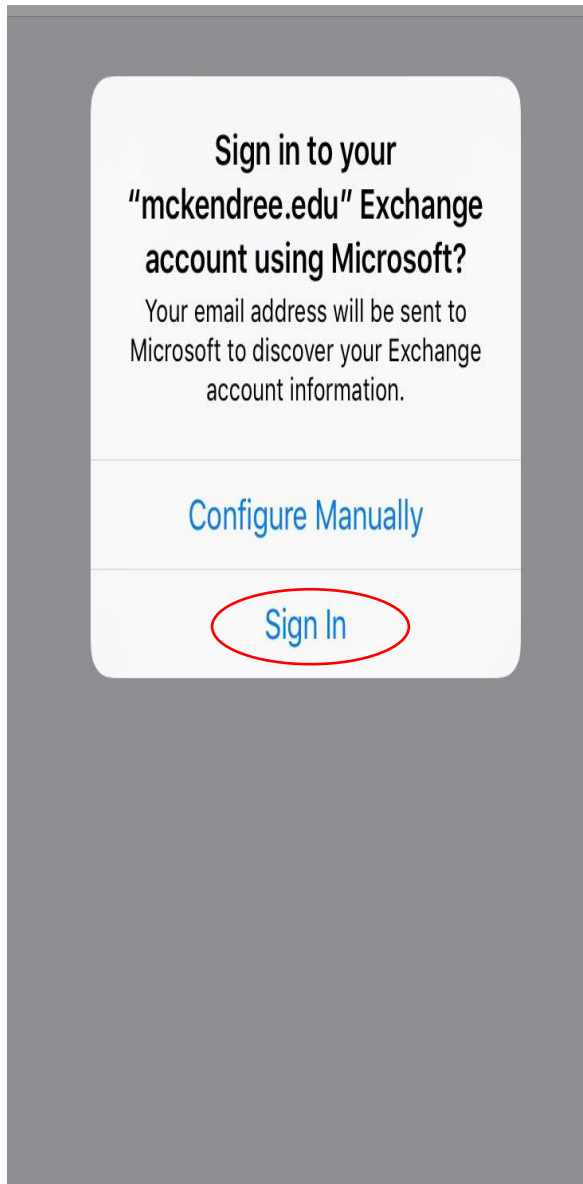 Sign in to your
“mckendree.edu” Exchange
account using Microsoft?
Your email address will be sent to
Microsoft to discover your Exchange
account information.
Configure Manually
Sign In